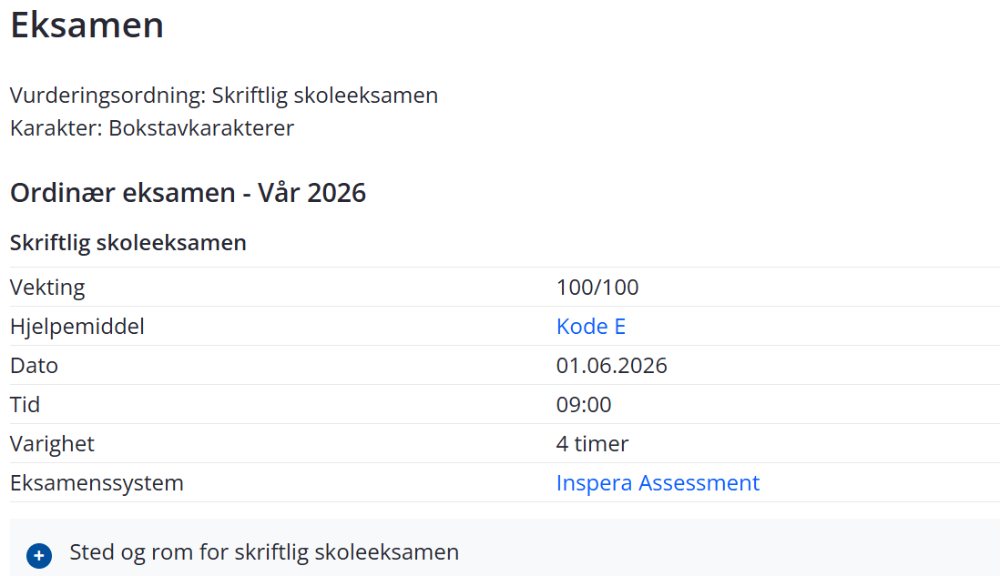 Eksamen
Vurderingsordning: Skriftlig skoleeksamen
Karakter: Bokstavkarakterer
Ordinær eksamen - Vår 2026
Skriftlig skoleeksamen
Vekting 100/100
Hjelpemiddel Kode E
Dato 01.06.2026
Tid 09:00
Varighet 4 timer
Eksamenssystem Inspera Assessment
Sted og rom for skriftlig skoleeksamen